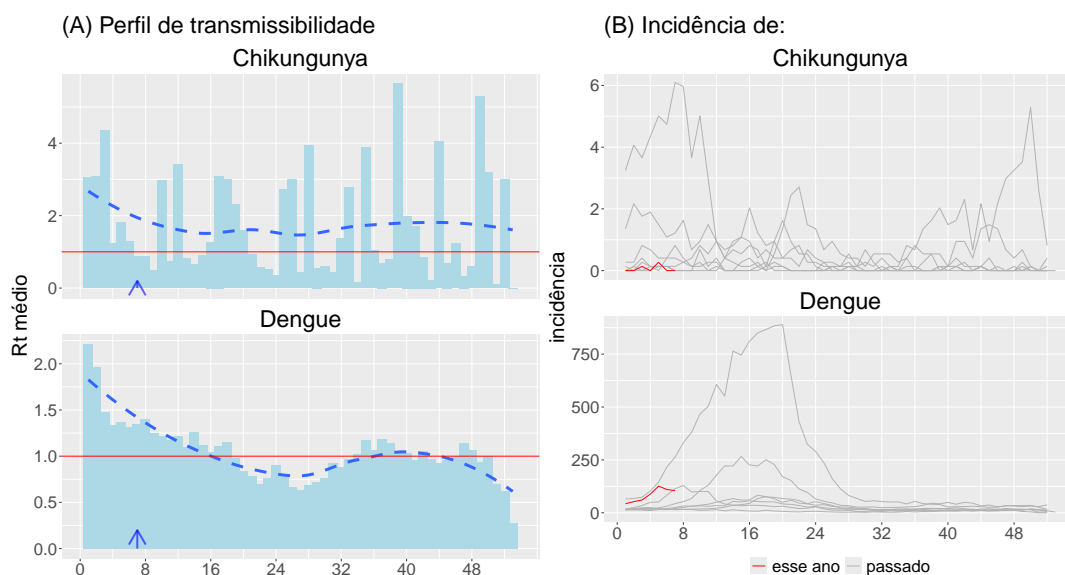 (A) Perfil de transmissibilidade
Chikungunya
4
2
0
Dengue
2.0
1.5
1.0
0.5
0.0
0 8 16 24 32 40 48
Rt médio
(B) Incidência de:
Chikungunya
6
4
2
0
Dengue
750
500
250
0
0 8 16 24 32 40 48
incidência
esse ano passado